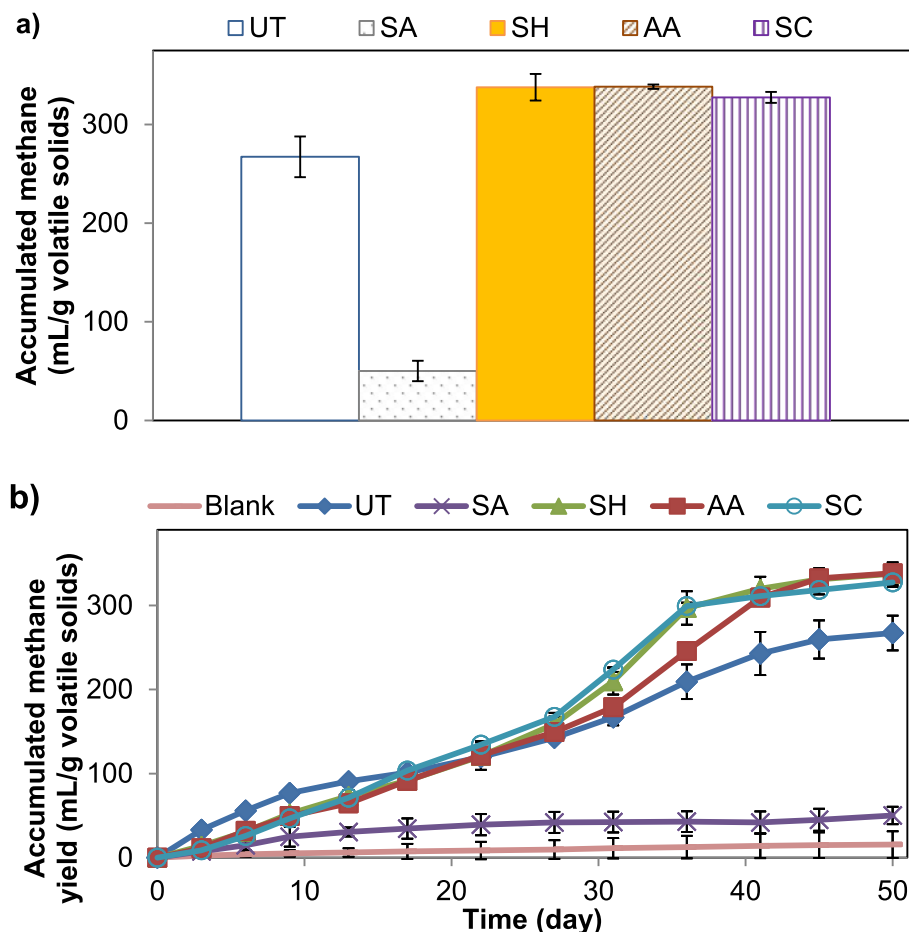 a)
UT SA SH AA SC
Accumulated methane
(mL/g volatile solids)
300
200
100
0
b)
Blank UT SA SH AA SC
Accumulated methane
yield (mL/g volatile solids)
300
200
100
0
0 10 20 30 40 50
Time (day)